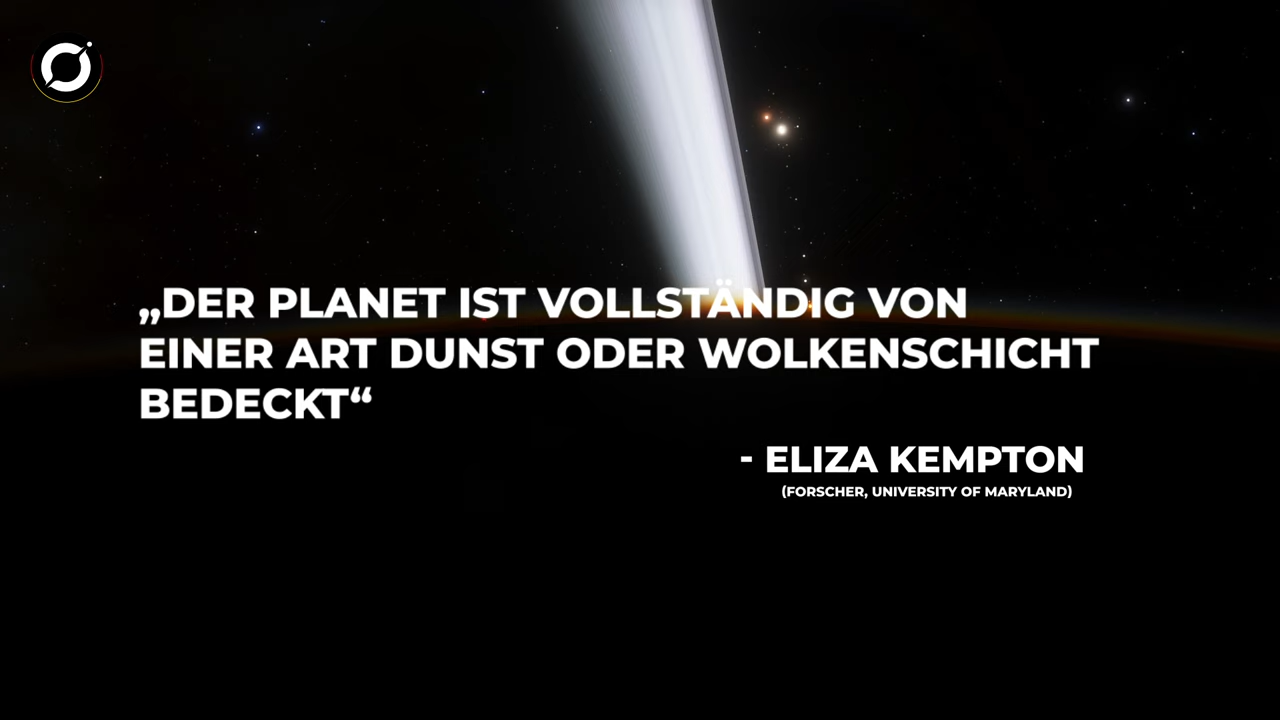 „DER PLANET IST VOLLSTÄNDIG VON
EINER ART DUNST ODER WOLKENSCHICHT
BEDECKT“
- ELIZA KEMPTON
(FORSCHER, UNIVERSITY OF MARYLAND)